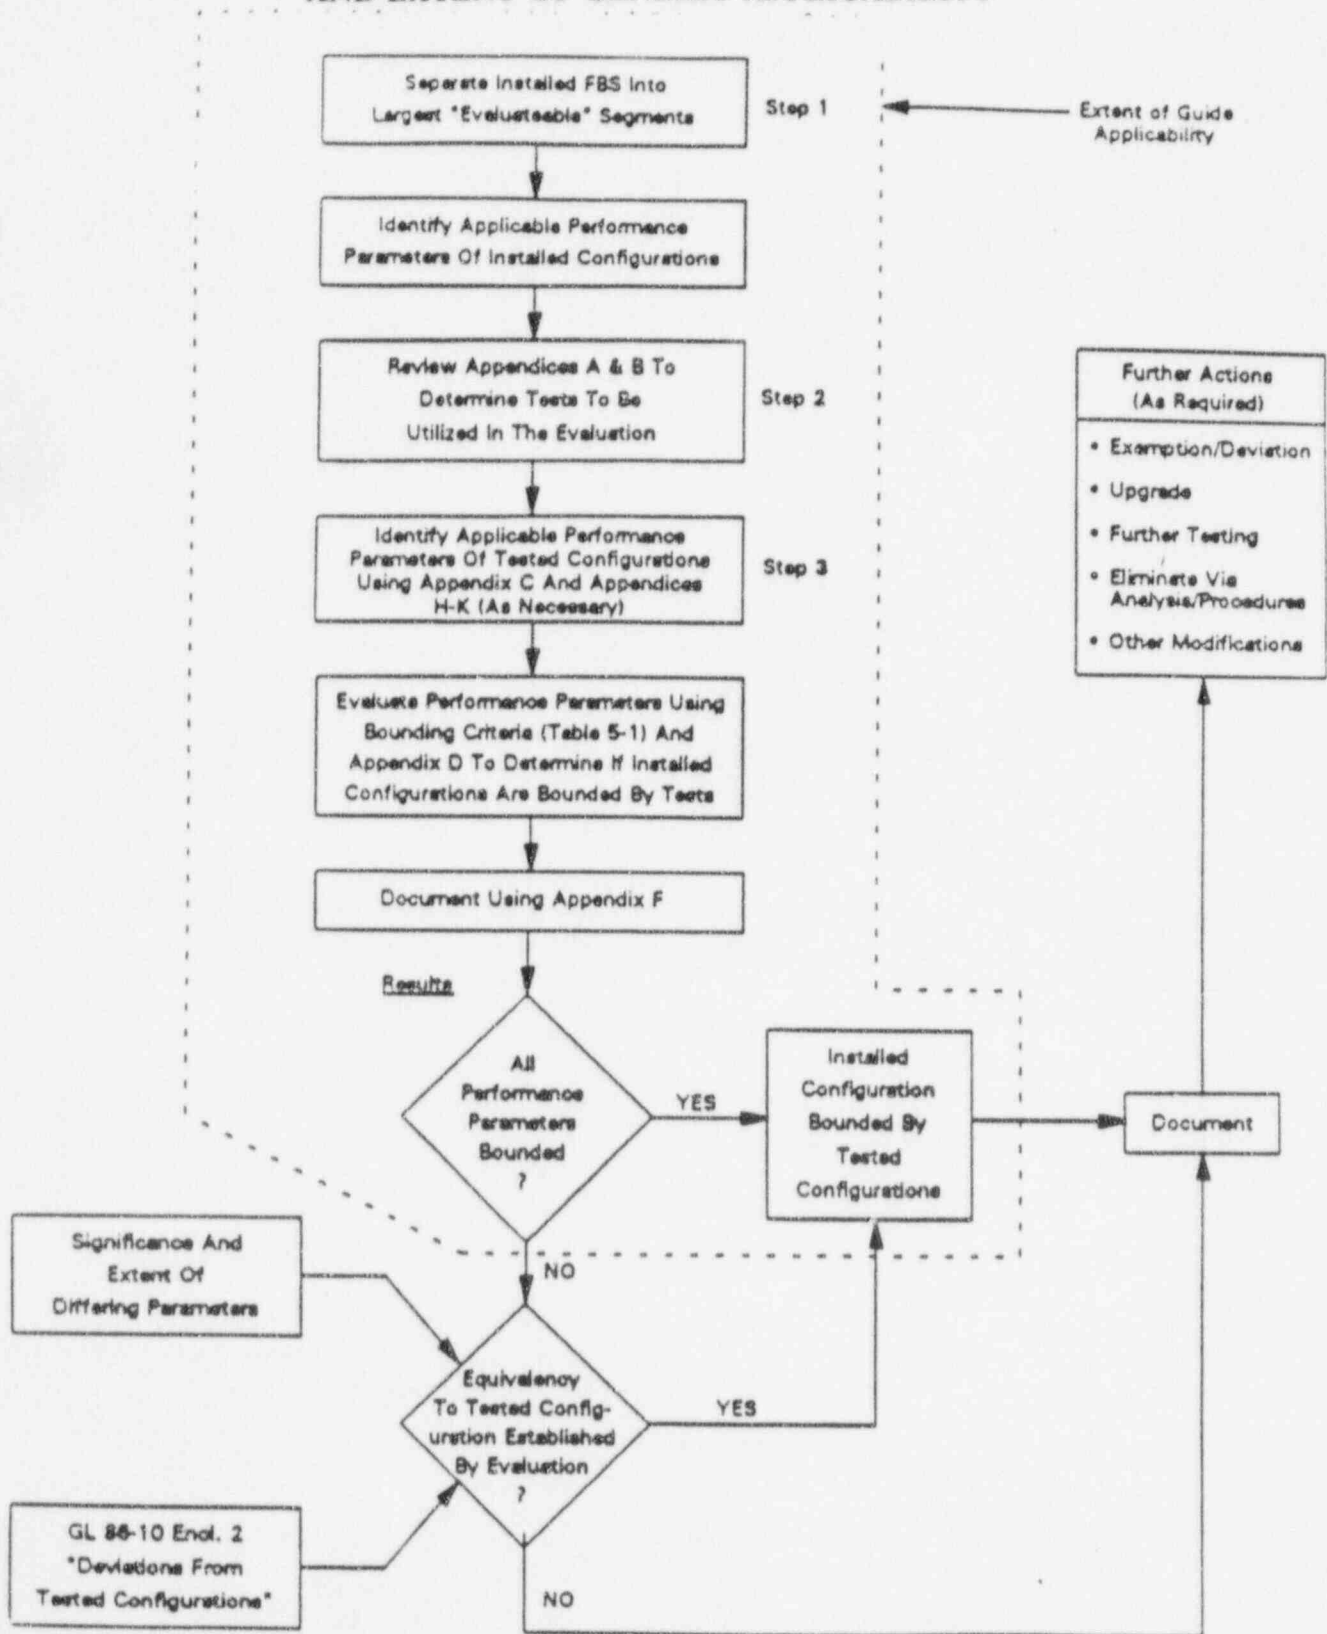 Separate Installed FBS Into
Largest "Evaluateable" Segments
Step 1
Extent of Guide
Applicability
Identify Applicable Performance
Parameters Of Installed Configurations
Review Appendices A & B To
Determine Tests To Be
Utilized In The Evaluation
Step 2
Identify Applicable Performance
Parameters Of Tested Configurations
Using Appendix C And Appendices
H-K (As Necessary)
Step 3
Evaluate Performance Parameters Using
Bounding Criteria (Table 5-1) And
Appendix D To Determine If Installed
Configurations Are Bounded By Tests
Document Using Appendix F
Results
All
Performance
Parameters
Bounded
?
YES
NO
Installed
Configuration
Bounded By
Tested
Configurations
Document
Further Actions
(As Required)
• Exemption/Deviation
• Upgrade
• Further Testing
• Eliminate Via
Analysis/Procedures
• Other Modifications
Significance And
Extent Of
Differing Parameters
Equivalency
To Tested Config-
uration Established
By Evaluation
?
YES
NO
GL 86-10 Encl. 2
"Deviations From
Tested Configurations"